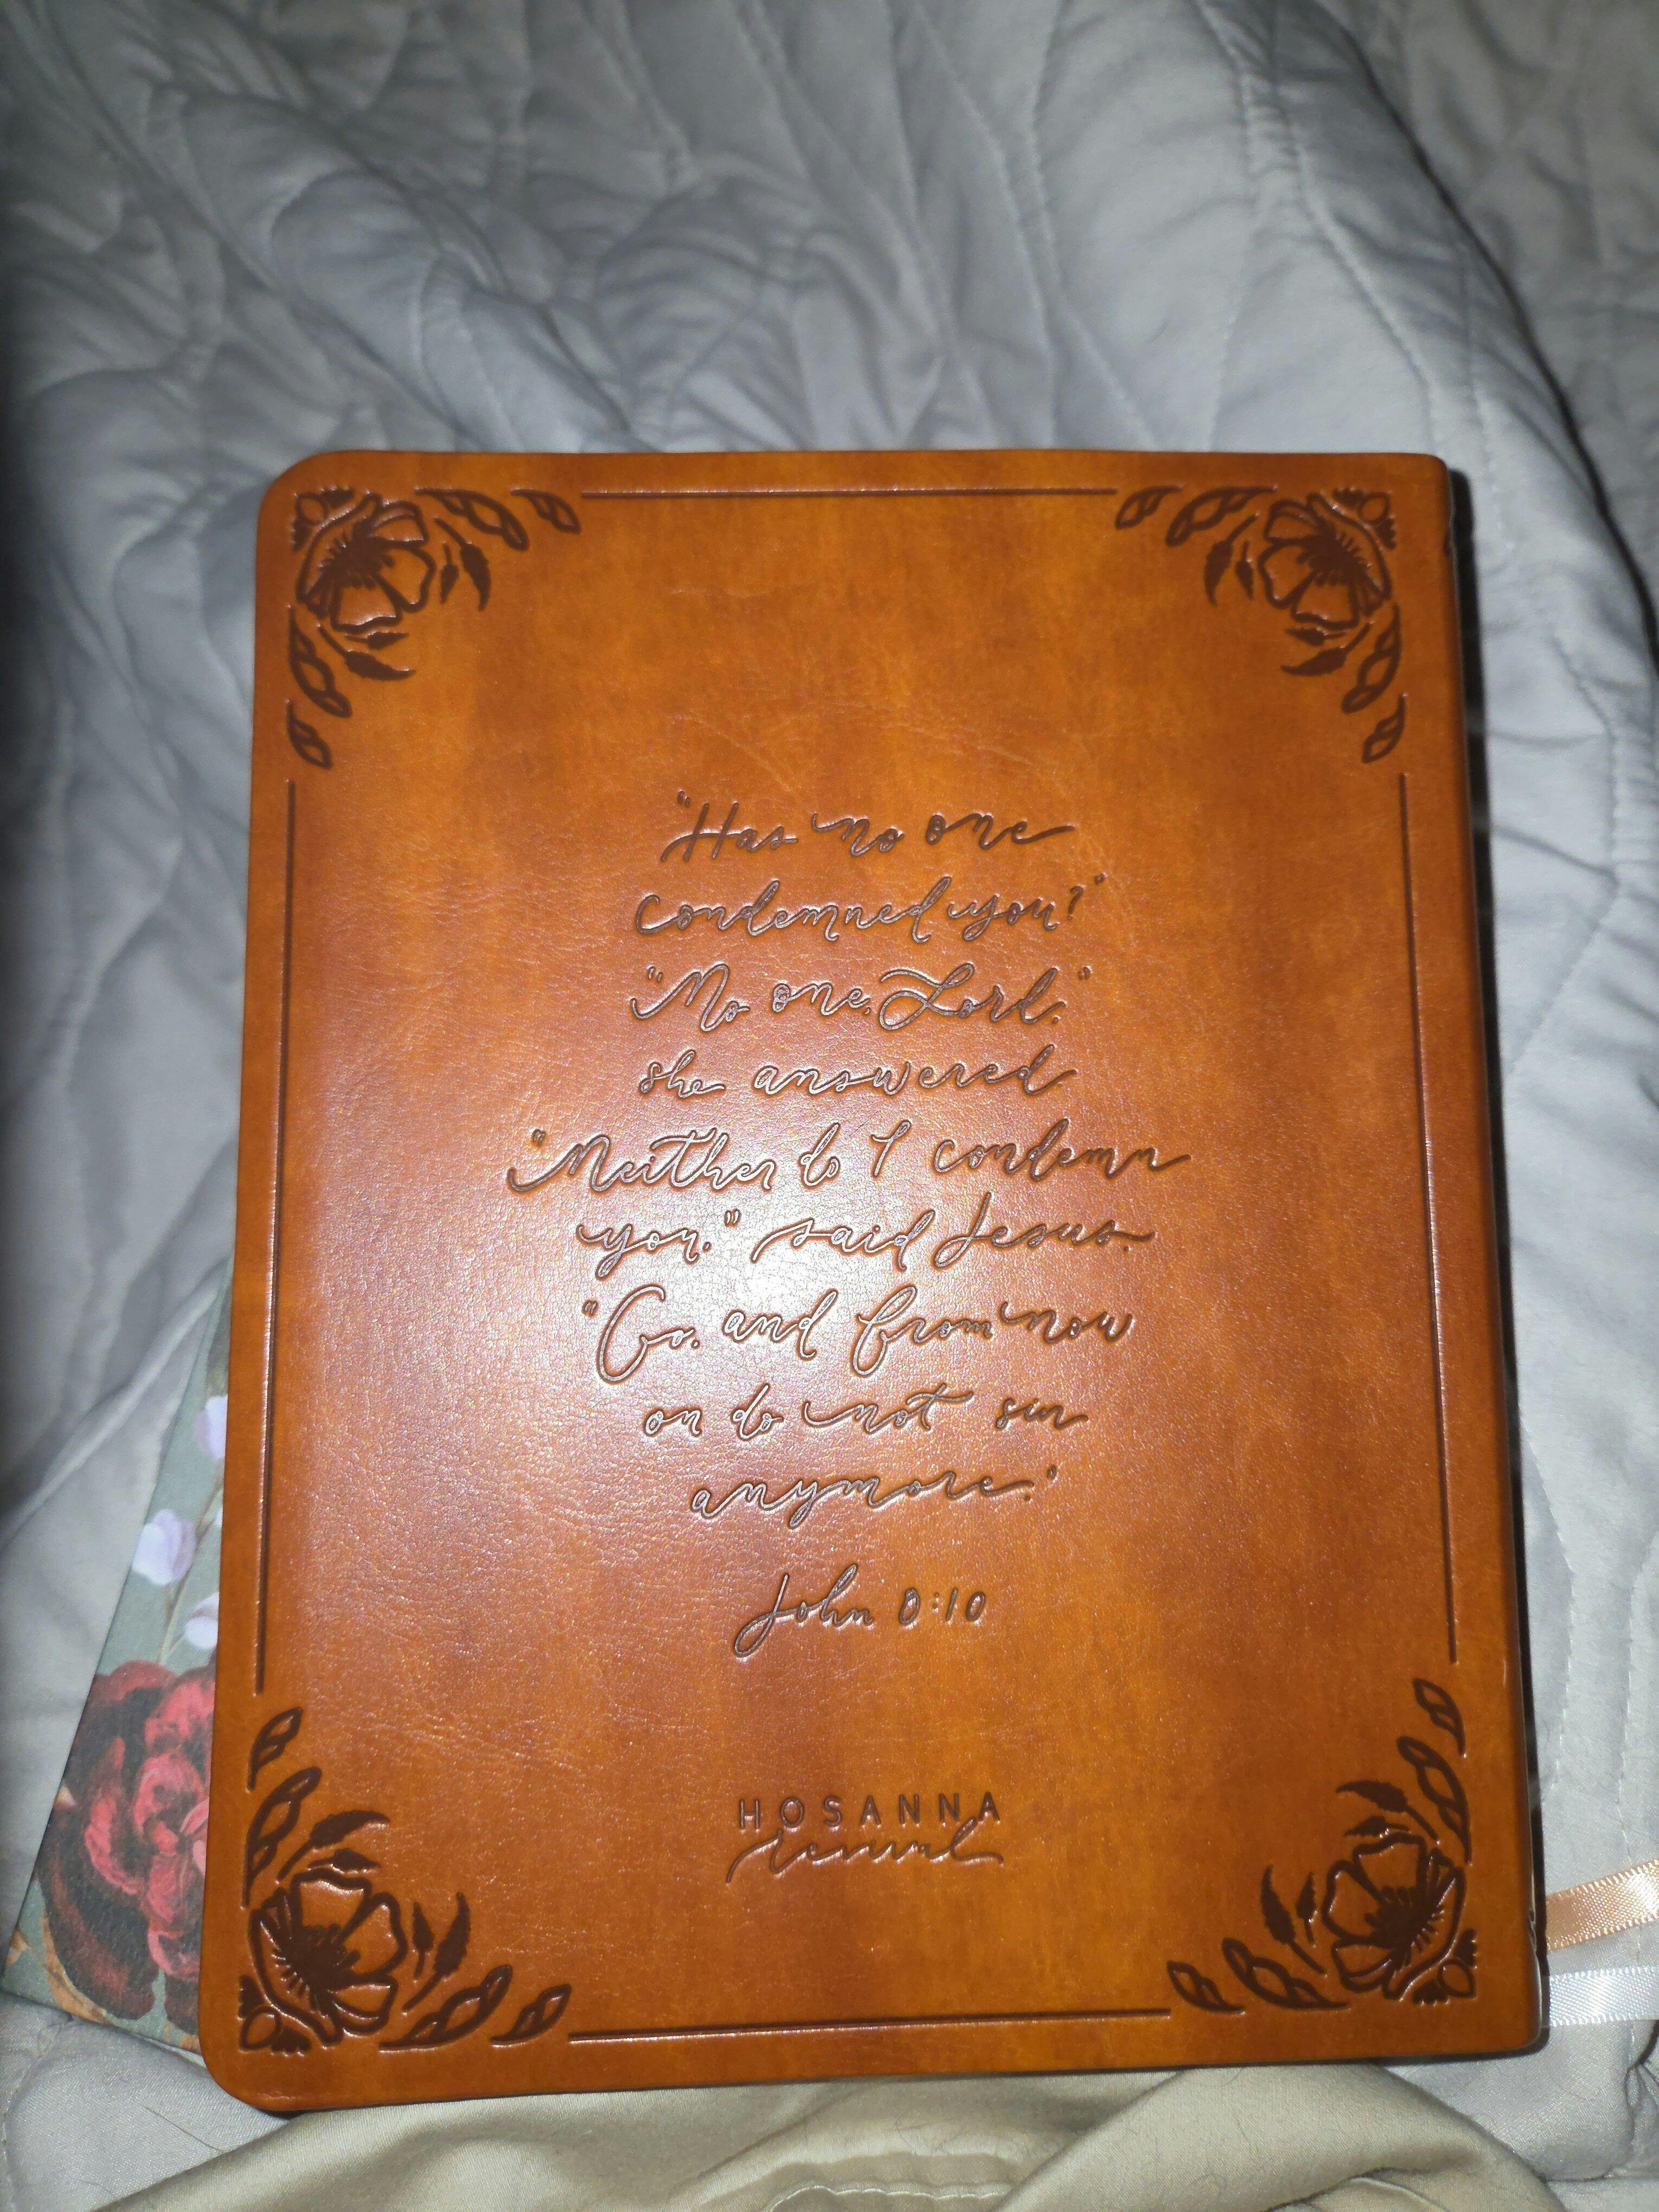 "Has no one
condemned you?"
"No one, Lord,"
she answered
"Neither do I condemn
you," said Jesus.
"Go, and from now
on do not sin
anymore."
John 8:10
HOSANNA
revival